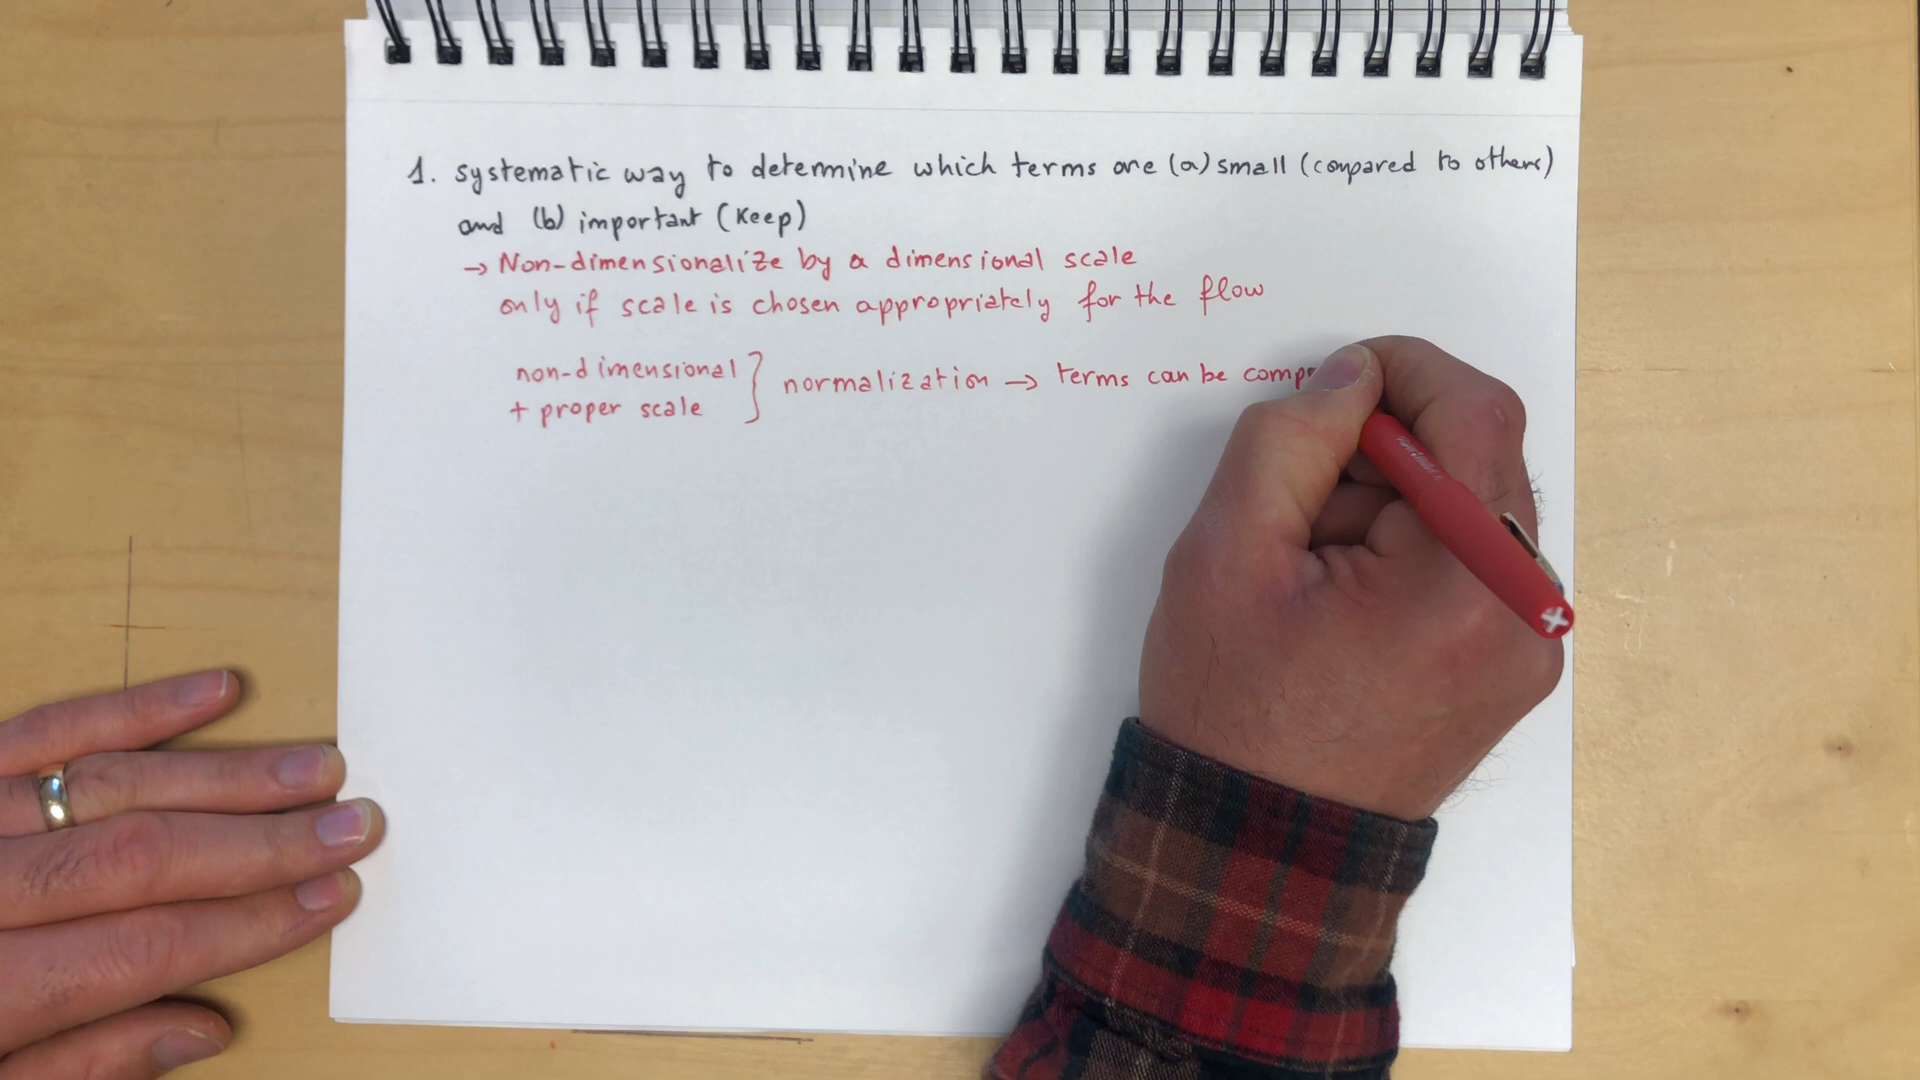 1. systematic way to determine which terms are (a) small (compared to others)
and (b) important (Keep)
→ Non-dimensionalize by a dimensional scale
only if scale is chosen appropriately for the flow
non-dimensional
+ proper scale } normalization → terms can be comp